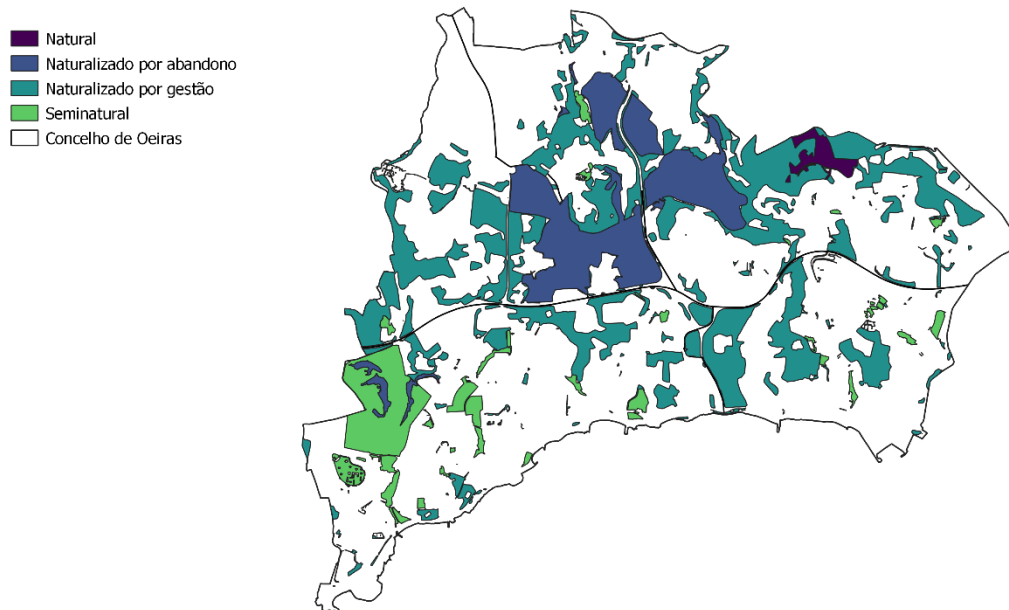 Natural
Naturalizado por abandono
Naturalizado por gestão
Seminatural
Concelho de Oeiras